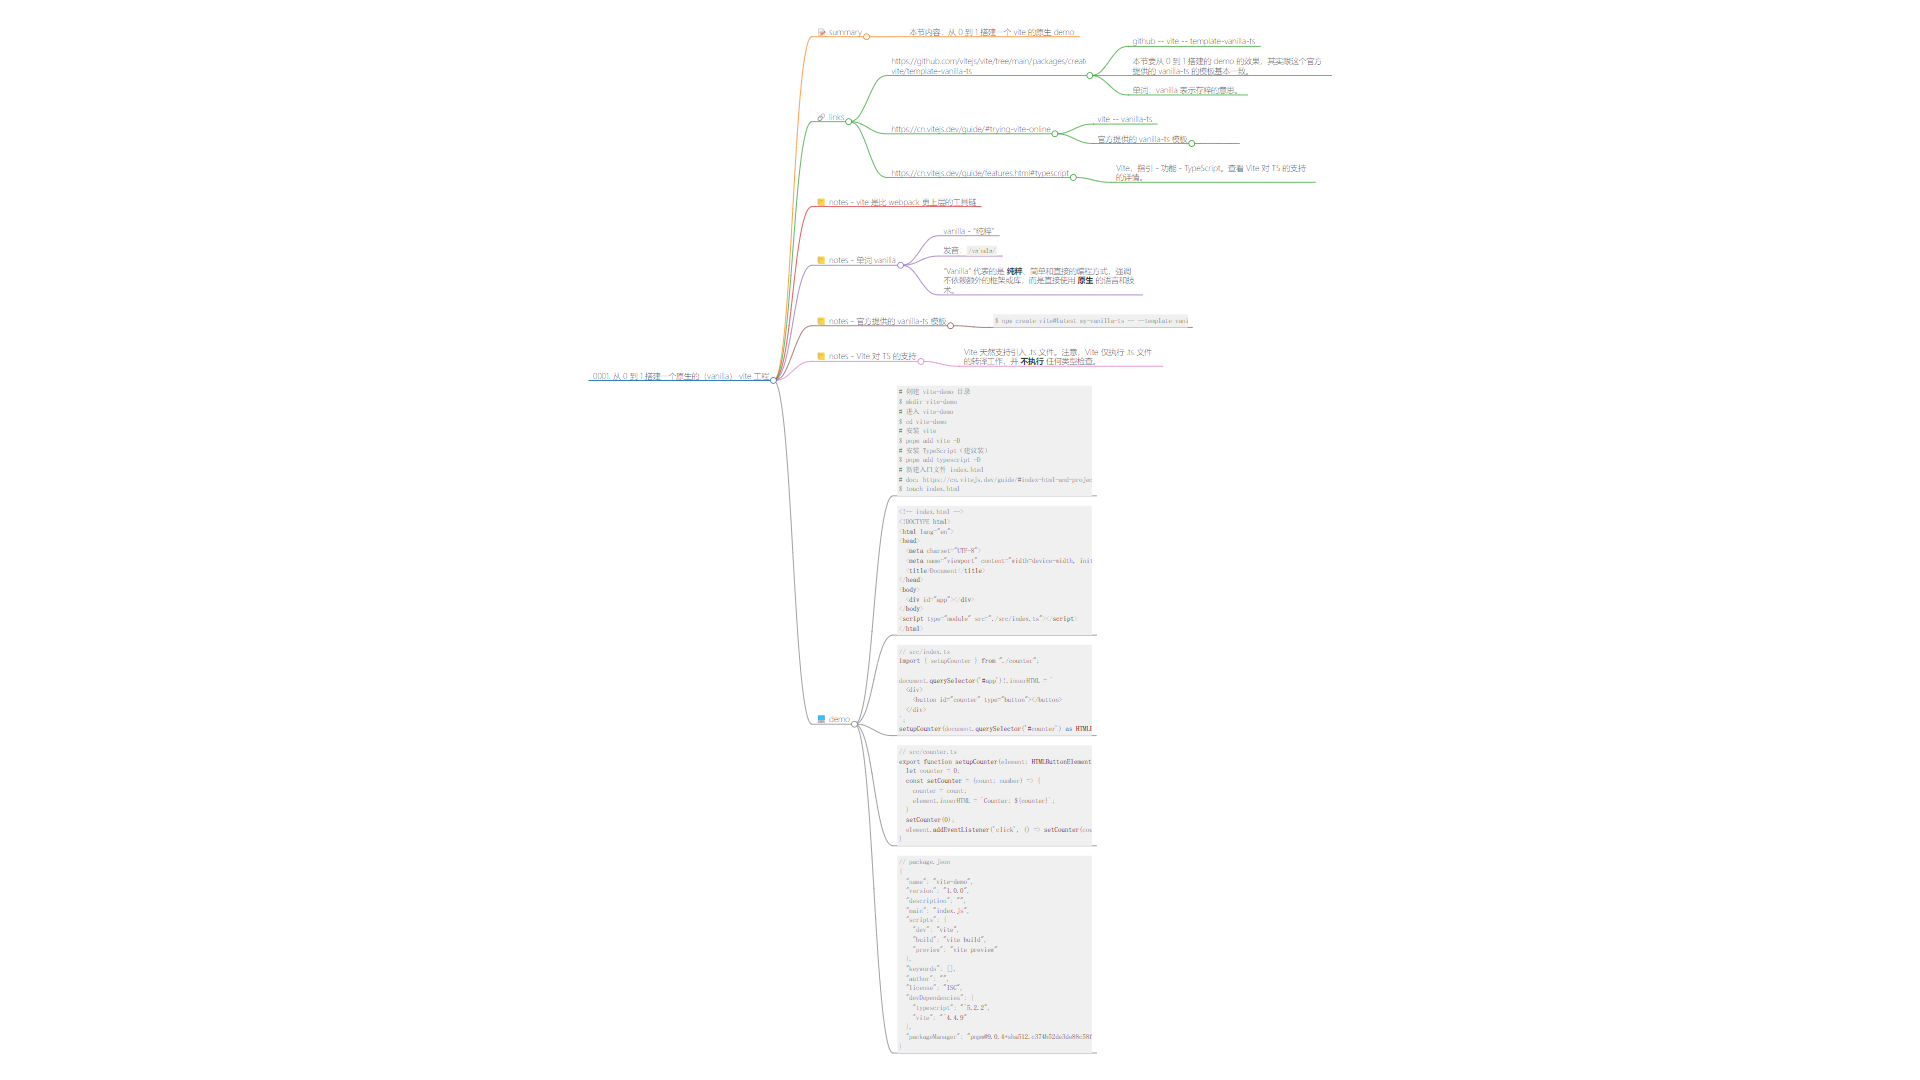 0001. 从 0 到 1 搭建一个原生的（vanilla） vite 工程
summary
本节内容：从 0 到 1 搭建一个 vite 的原生 demo
links
https://github.com/vitejs/vite/tree/main/packages/creat
vite/template-vanilla-ts
github -- vite -- template-vanilla-ts
本节要从 0 到 1 搭建的 demo 的效果，其实跟这个官方
提供的 vanilla-ts 的模板基本一致。
单词：vanilla 表示存粹的意思。
https://cn.vitejs.dev/guide/#trying-vite-online
vite -- vanilla-ts
官方提供的 vanilla-ts 模板
https://cn.vitejs.dev/guide/features.html#typescript
Vite，指引 - 功能 - TypeScript。查看 Vite 对 TS 的支持
的详情。
notes - vite 是比 webpack 更上层的工具链
notes - 单词 vanilla
vanilla - "纯粹"
发音：
"Vanilla" 代表的是 纯粹、简单和直接的编程方式，强调
不依赖额外的框架或库，而是直接使用 原生 的语言和技
术。
notes - 官方提供的 vanilla-ts 模板
$ npm create vite@latest my-vanilla-ts -- --template vani
notes - Vite 对 TS 的支持
Vite 天然支持引入 .ts 文件。注意，Vite 仅执行 .ts 文件
的转译工作，并 不执行 任何类型检查。
demo
# 创建 vite-demo 目录
$ mkdir vite-demo
# 进入 vite-demo
$ cd vite-demo
# 安装 vite
$ pnpm add vite -D
# 安装 TypeScript（建议装）
$ pnpm add typescript -D
# 新建入口文件 index.html
# doc: https://cn.vitejs.dev/guide/#index-html-and-projec
$ touch index.html
<!-- index.html -->
<!DOCTYPE html>
<html lang="en">
<head>
<meta charset="UTF-8">
<meta name="viewport" content="width=device-width, init
<title>Document</title>
</head>
<body>
<div id="app"></div>
</body>
<script type="module" src="./src/index.ts"></script>
</html>
// src/index.ts
import { setupCounter } from "./counter";
document.querySelector('#app')!.innerHTML = `
<div>
<button id="counter" type="button"></button>
</div>
`;
setupCounter(document.querySelector('#counter') as HTMLB
// src/counter.ts
export function setupCounter(element: HTMLButtonElement
let counter = 0;
const setCounter = (count: number) => {
counter = count;
element.innerHTML = `Counter: ${counter}`;
}
setCounter(0);
element.addEventListener('click', () => setCounter(cou
}
// package.json
{
"name": "vite-demo",
"version": "1.0.0",
"description": "",
"main": "index.js",
"scripts": {
"dev": "vite",
"build": "vite build",
"preview": "vite preview"
},
"keywords": [],
"author": "",
"license": "ISC",
"devDependencies": {
"typescript": "^5.2.2",
"vite": "^4.4.9"
},
"packageManager":
}